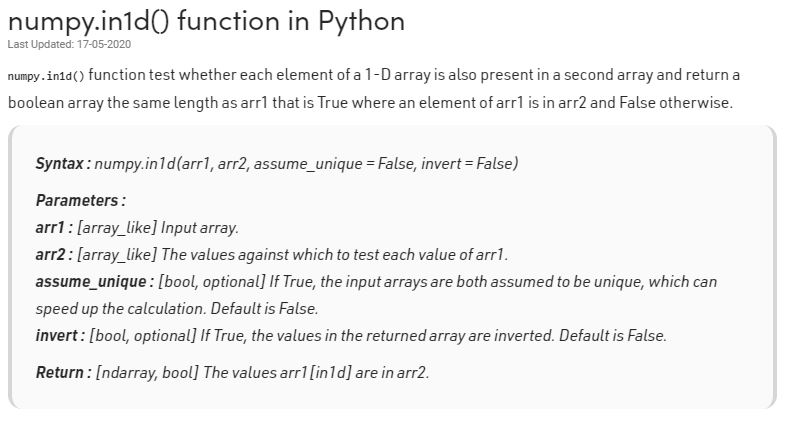 numpy.in1d() function in Python
Last Updated: 17-05-2020
numpy.in1d() function test whether each element of a 1-D array is also present in a second array and return a
boolean array the same length as arr1 that is True where an element of arr1 is in arr2 and False otherwise.
Syntax : numpy.in1d(arr1, arr2, assume_unique = False, invert = False)
Parameters :
arr1 : [array_like] Input array.
arr2 : [array_like] The values against which to test each value of arr1.
assume_unique : [bool, optional] If True, the input arrays are both assumed to be unique, which can
speed up the calculation. Default is False.
invert : [bool, optional] If True, the values in the returned array are inverted. Default is False.
Return : [ndarray, bool] The values arr1[in1d] are in arr2.